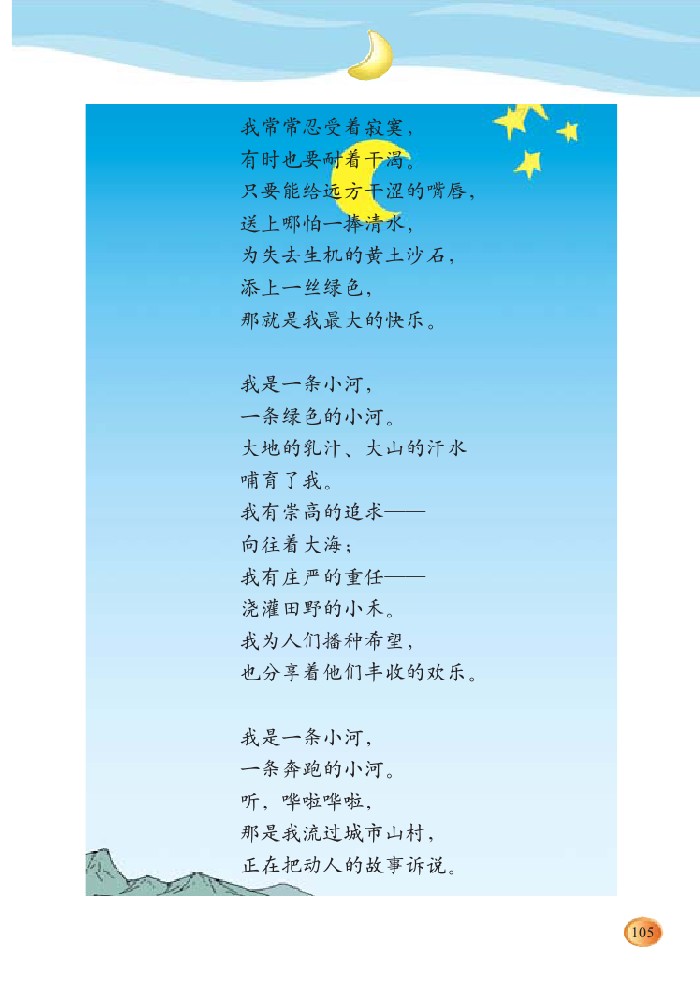 我常常忍受着寂寞，
有时也要耐着干渴。
只要能给远方干涩的嘴唇，
送上哪怕一捧清水，
为失去生机的黄土沙石，
添上一丝绿色，
那就是我最大的快乐。
我是一条小河，
一条绿色的小河。
大地的乳汁、大山的汗水
哺育了我。
我有崇高的追求——
向往着大海；
我有庄严的重任——
浇灌田野的小禾。
我为人们播种希望，
也分享着他们丰收的欢乐。
我是一条小河，
一条奔跑的小河。
听，哗啦哗啦，
那是我流过城市山村，
正在把动人的故事诉说。
105